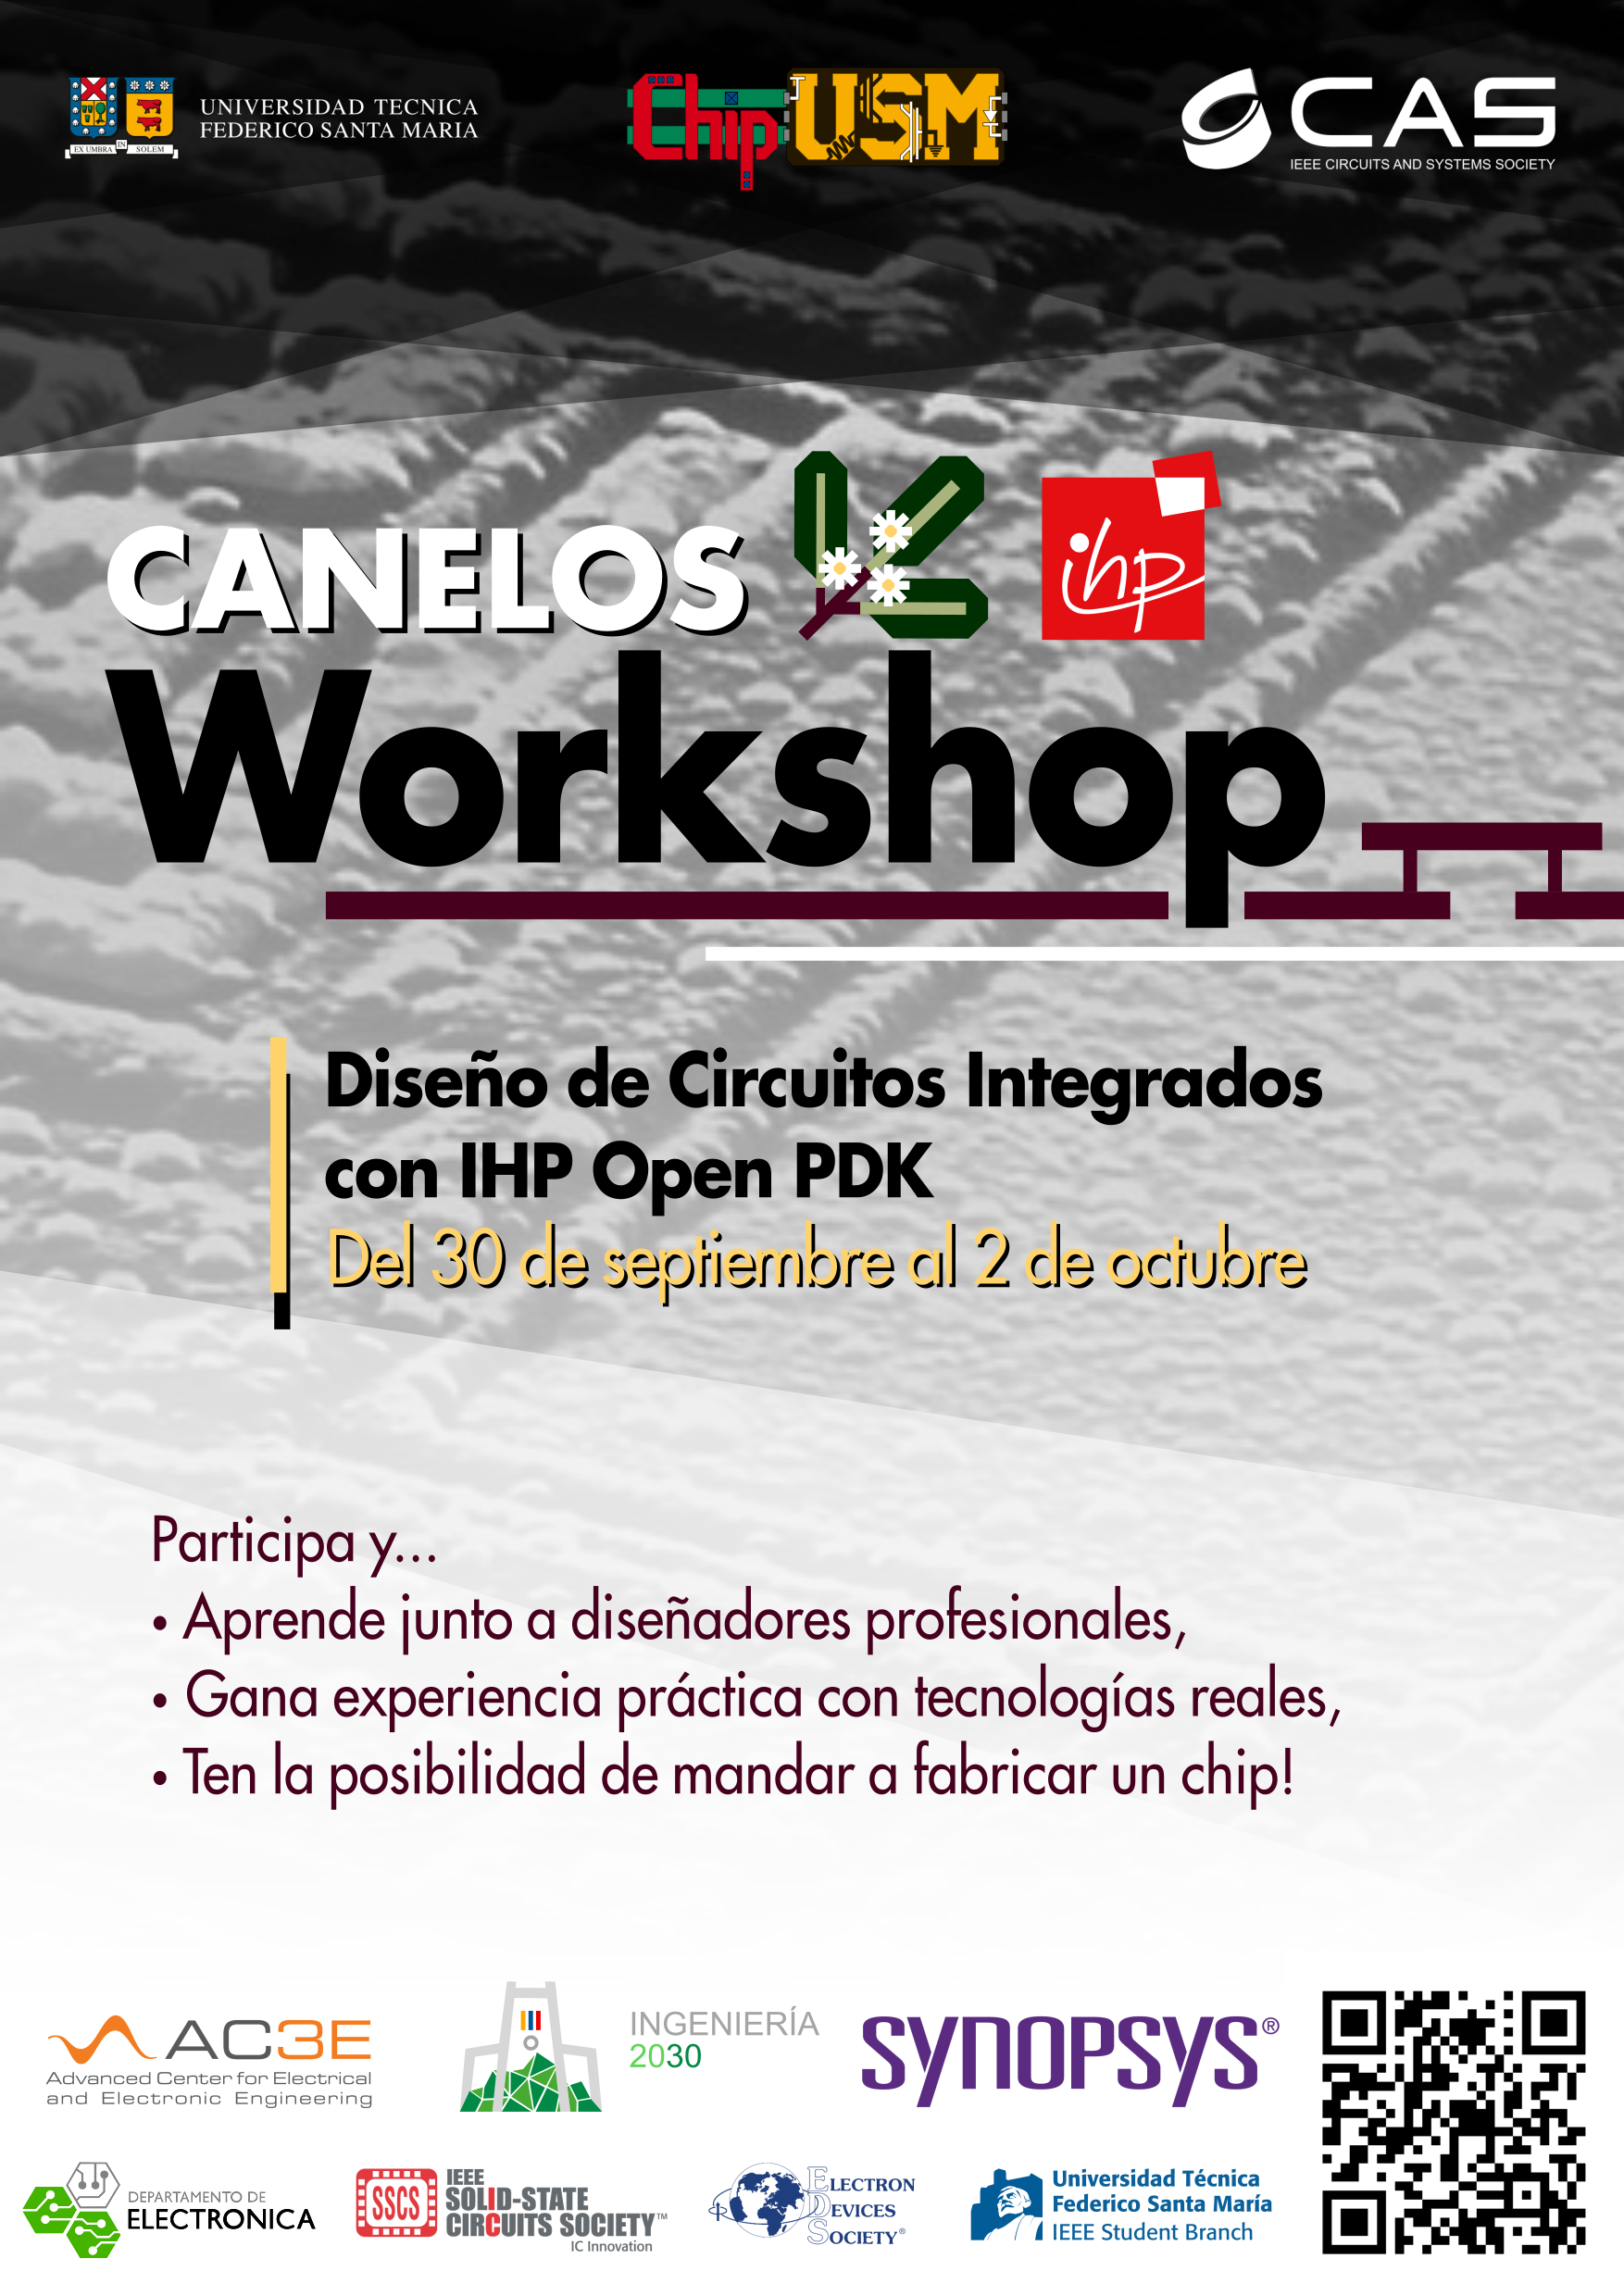 EX UMBRA IN SOLEM
UNIVERSIDAD TECNICA
FEDERICO SANTA MARIA
Chip USM
CAS
IEEE CIRCUITS AND SYSTEMS SOCIETY
CANELOS
ihp
Workshop
Diseño de Circuitos Integrados
con IHP Open PDK
Del 30 de septiembre al 2 de octubre
Participa y...
• Aprende junto a diseñadores profesionales,
• Gana experiencia práctica con tecnologías reales,
• Ten la posibilidad de mandar a fabricar un chip!
AC3E
Advanced Center for Electrical
and Electronic Engineering
INGENIERÍA
2030
SYNOPSYS®
DEPARTAMENTO DE
ELECTRONICA
SSCS
IEEE
SOLID-STATE
CIRCUITS SOCIETY™
IC Innovation
ELECTRON
DEVICES
SOCIETY®
Universidad Técnica
Federico Santa María
IEEE Student Branch